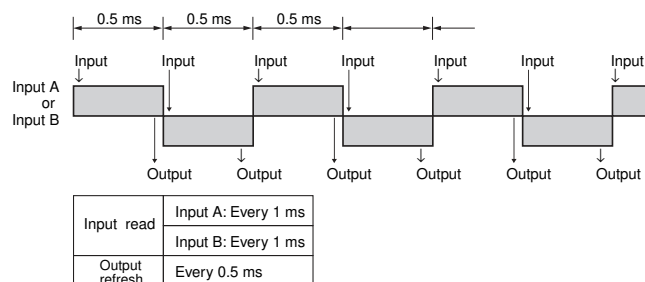 0.5 ms 0.5 ms 0.5 ms
Input Input Input Input Input Input Input
Input A
or
Input B
Output Output Output Output Output Output
Input read
Input A: Every 1 ms
Input B: Every 1 ms
Output
refresh
Every 0.5 ms